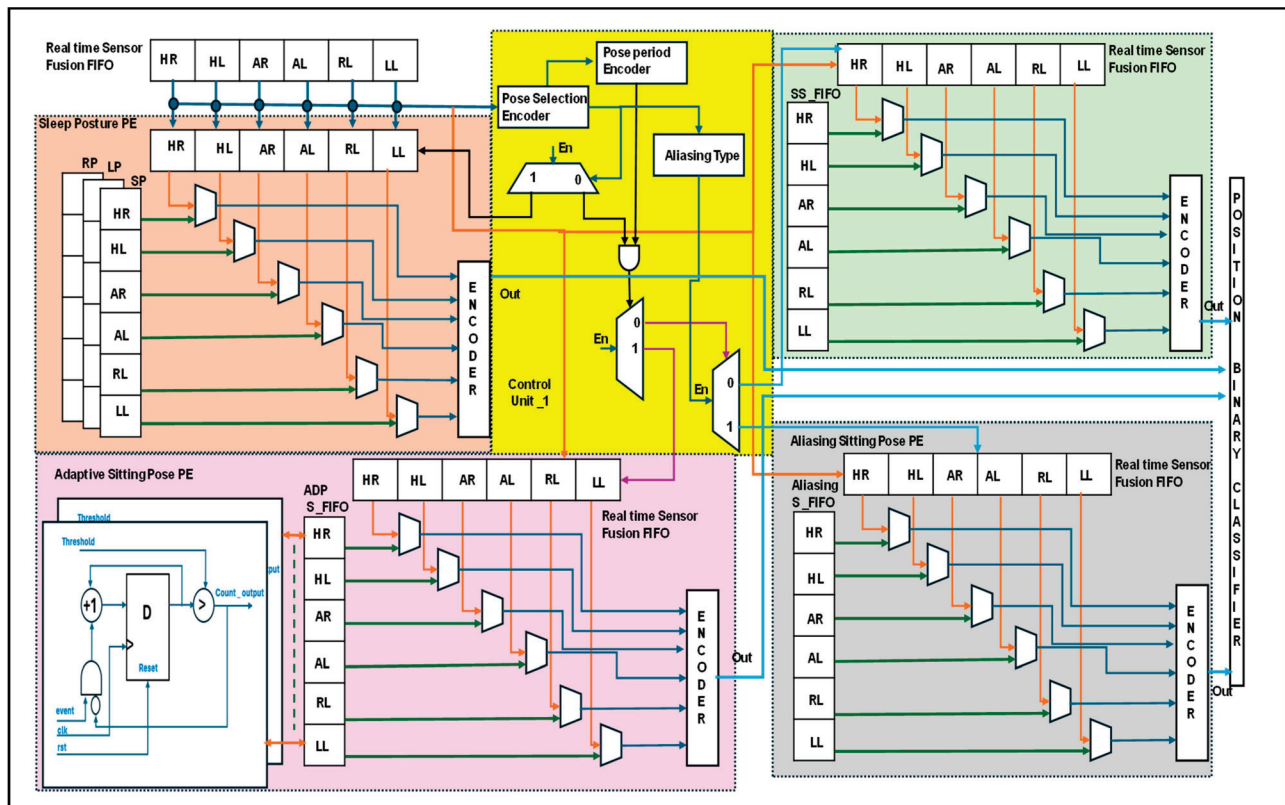 Real time Sensor
Fusion FIFO
HR HL AR AL RL LL
Sleep Posture PE
HR HL AR AL RL LL
RP
LP
SP
HR
HL
AR
AL
RL
LL
ENCODER
Out
Pose period
Encoder
Pose Selection
Encoder
En
1 0
Aliasing Type
En
0
1
En
0
1
Control
Unit_1
HR HL AR AL RL LL
Real time Sensor
Fusion FIFO
SS_FIFO
HR
HL
AR
AL
RL
LL
ENCODER
Out
POSITION BINARY CLASSIFIER
Adaptive Sitting Pose PE
Threshold
Threshold
put
+1
D
>
Count_output
Reset
event
clk
rst
ADP
S_FIFO
HR
HL
AR
AL
RL
LL
HR HL AR AL RL LL
Real time Sensor
Fusion FIFO
ENCODER
Out
Aliasing Sitting Pose PE
HR HL AR AL RL LL
Real time Sensor
Fusion FIFO
Aliasing
S_FIFO
HR
HL
AR
AL
RL
LL
ENCODER
Out